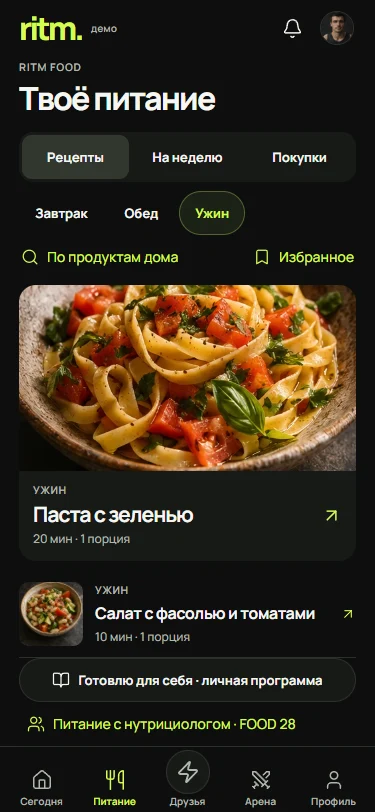 ritm. демо
RITM FOOD
Твоё питание
Рецепты На неделю Покупки
Завтрак Обед Ужин
По продуктам дома Избранное
УЖИН
Паста с зеленью
20 мин · 1 порция
УЖИН
Салат с фасолью и томатами
10 мин · 1 порция
Готовлю для себя · личная программа
Питание с нутрициологом · FOOD 28
Сегодня Питание Друзья Арена Профиль